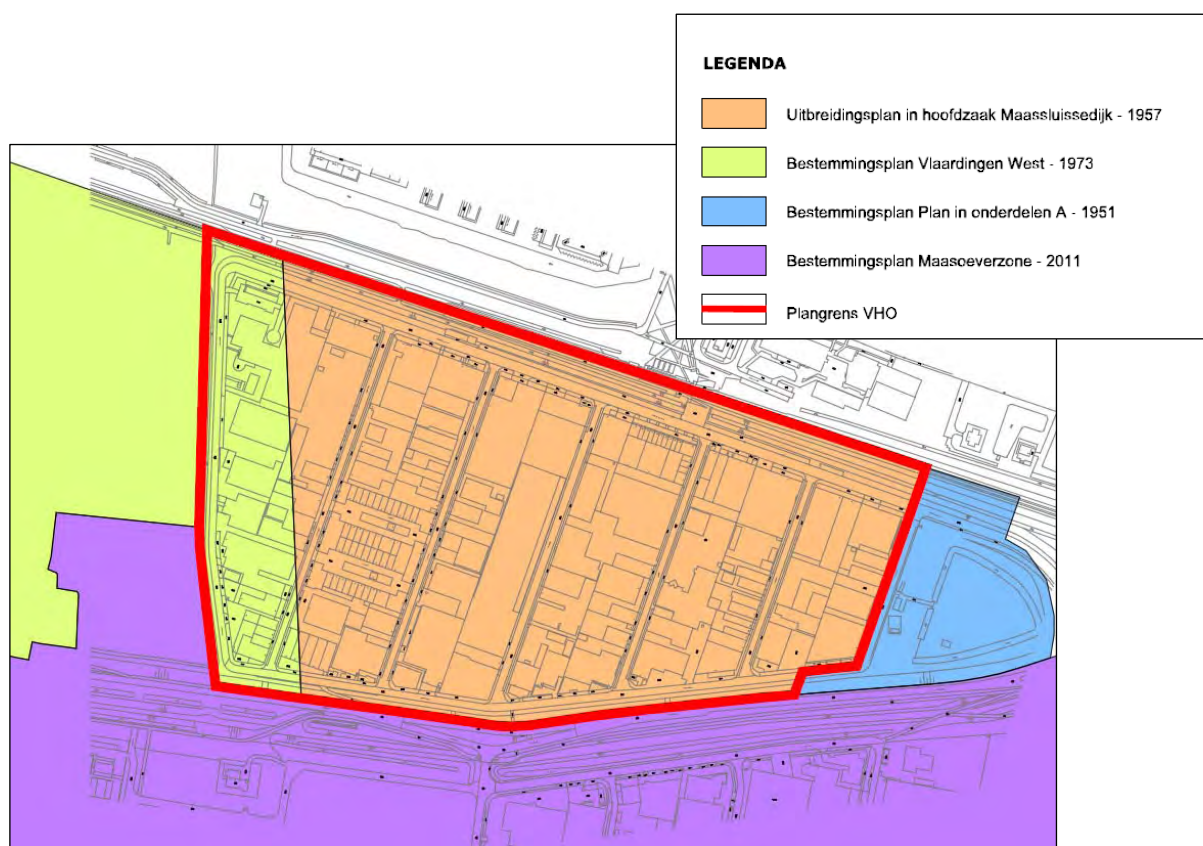 LEGENDA
Uitbreidingsplan in hoofdzaak Maassluissedijk - 1957
Bestemmingsplan Vlaardingen West - 1973
Bestemmingsplan Plan in onderdelen A - 1951
Bestemmingsplan Maasoeverzone - 2011
Plangrens VHO